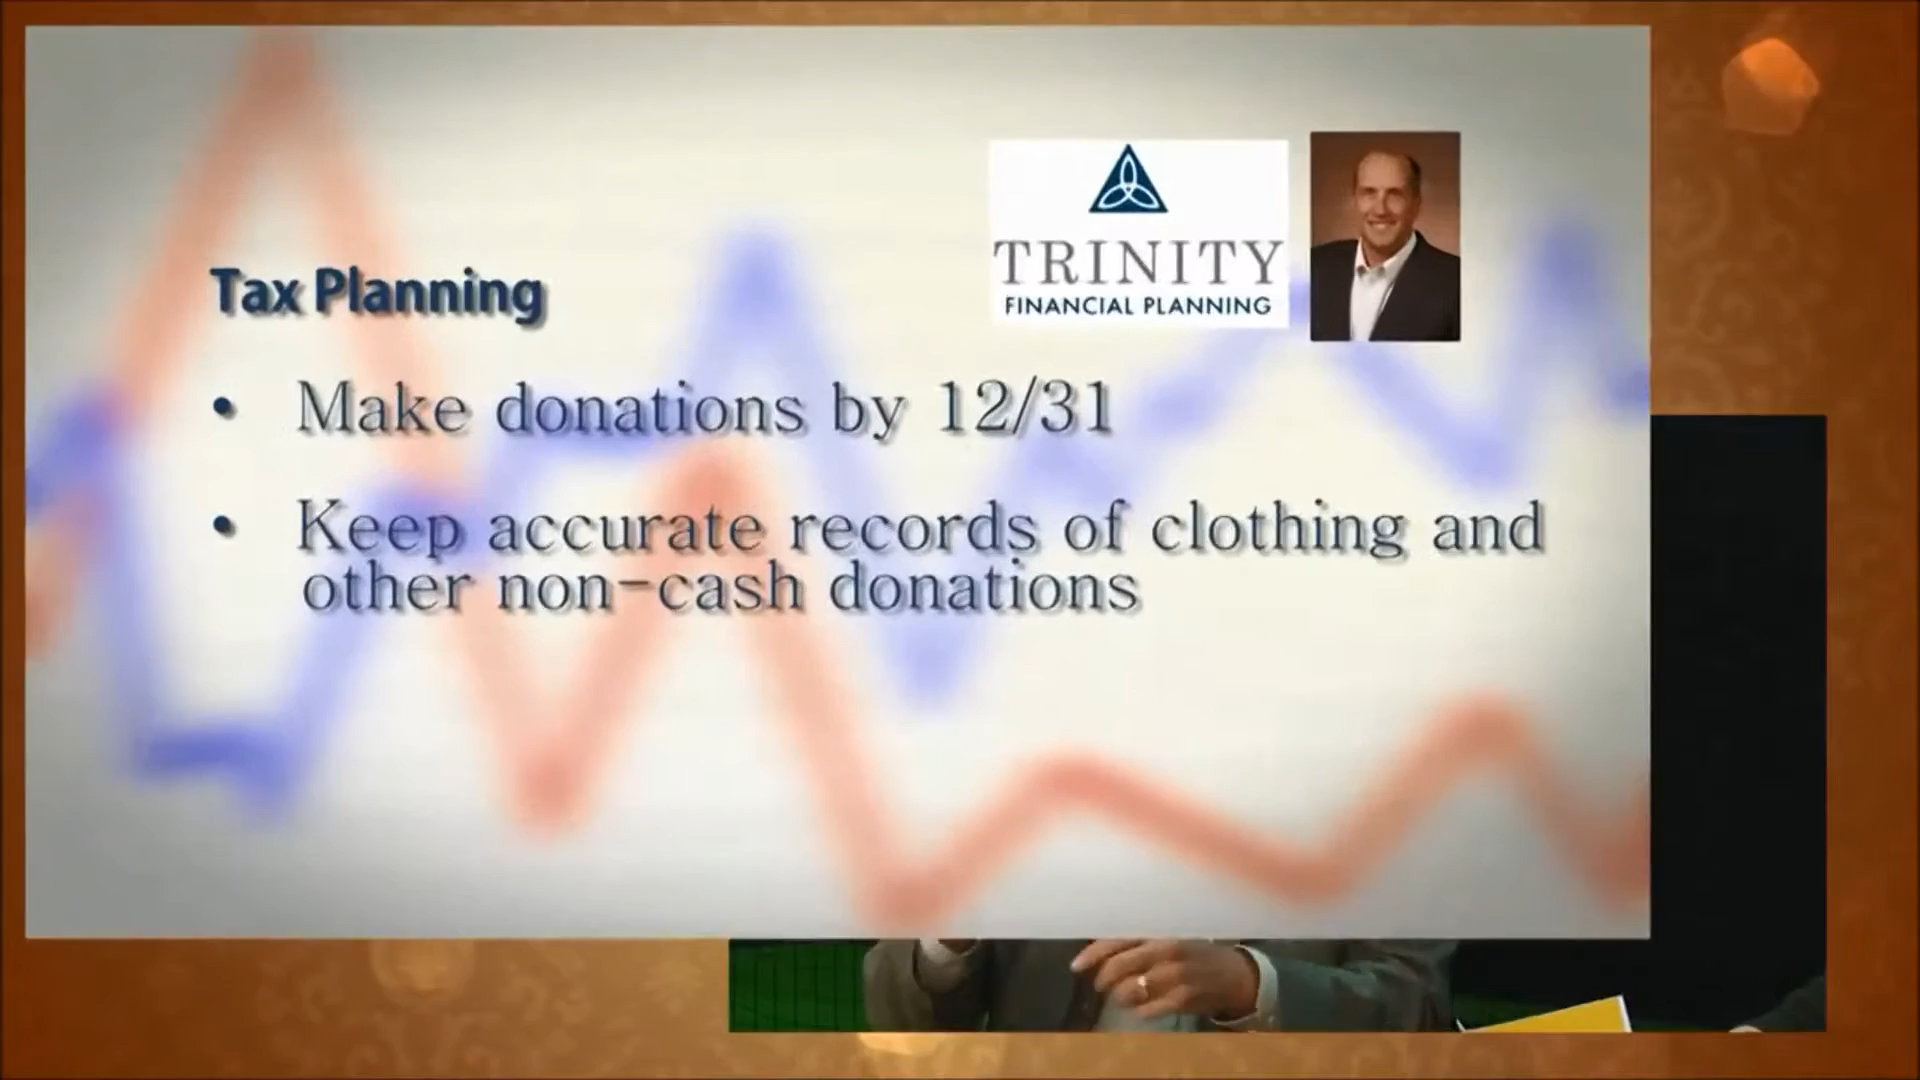 TRINITY
FINANCIAL PLANNING
Tax Planning
• Make donations by 12/31
• Keep accurate records of clothing and
other non-cash donations